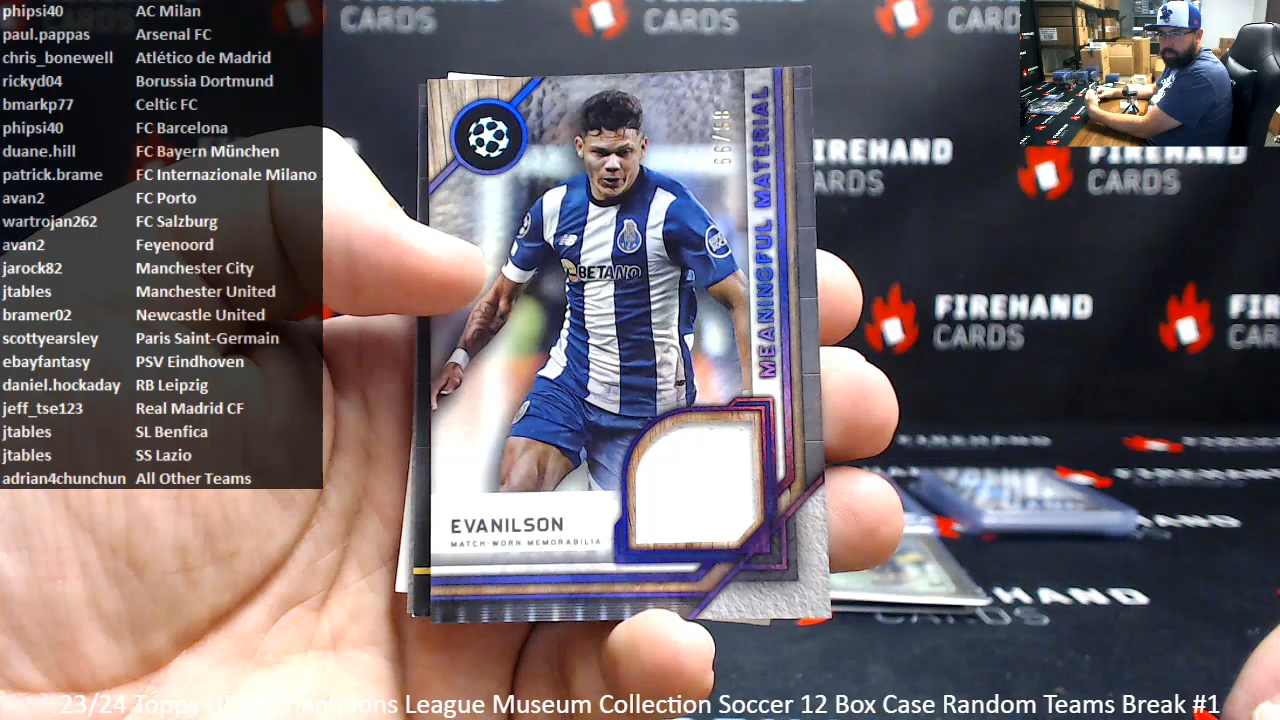 phipsi40 AC Milan
paul.pappas Arsenal FC
chris_bonewell Atlético de Madrid
rickyd04 Borussia Dortmund
bmarkp77 Celtic FC
phipsi40 FC Barcelona
duane.hill FC Bayern München
patrick.brame FC Internazionale Milano
avan2 FC Porto
wartrojan262 FC Salzburg
avan2 Feyenoord
jarock82 Manchester City
jtables Manchester United
bramer02 Newcastle United
scottyearsley Paris Saint-Germain
ebayfantasy PSV Eindhoven
daniel.hockaday RB Leipzig
jeff_tse123 Real Madrid CF
jtables SL Benfica
jtables SS Lazio
adrian4chunchun All Other Teams
FIREHAND
CARDS
FIREHAND
CARDS
MEANINGFUL MATERIAL
BETANO
EVANILSON
MATCH-WORN MEMORABILIA
23/24 Topps Champions League Museum Collection Soccer 12 Box Case Random Teams Break #1